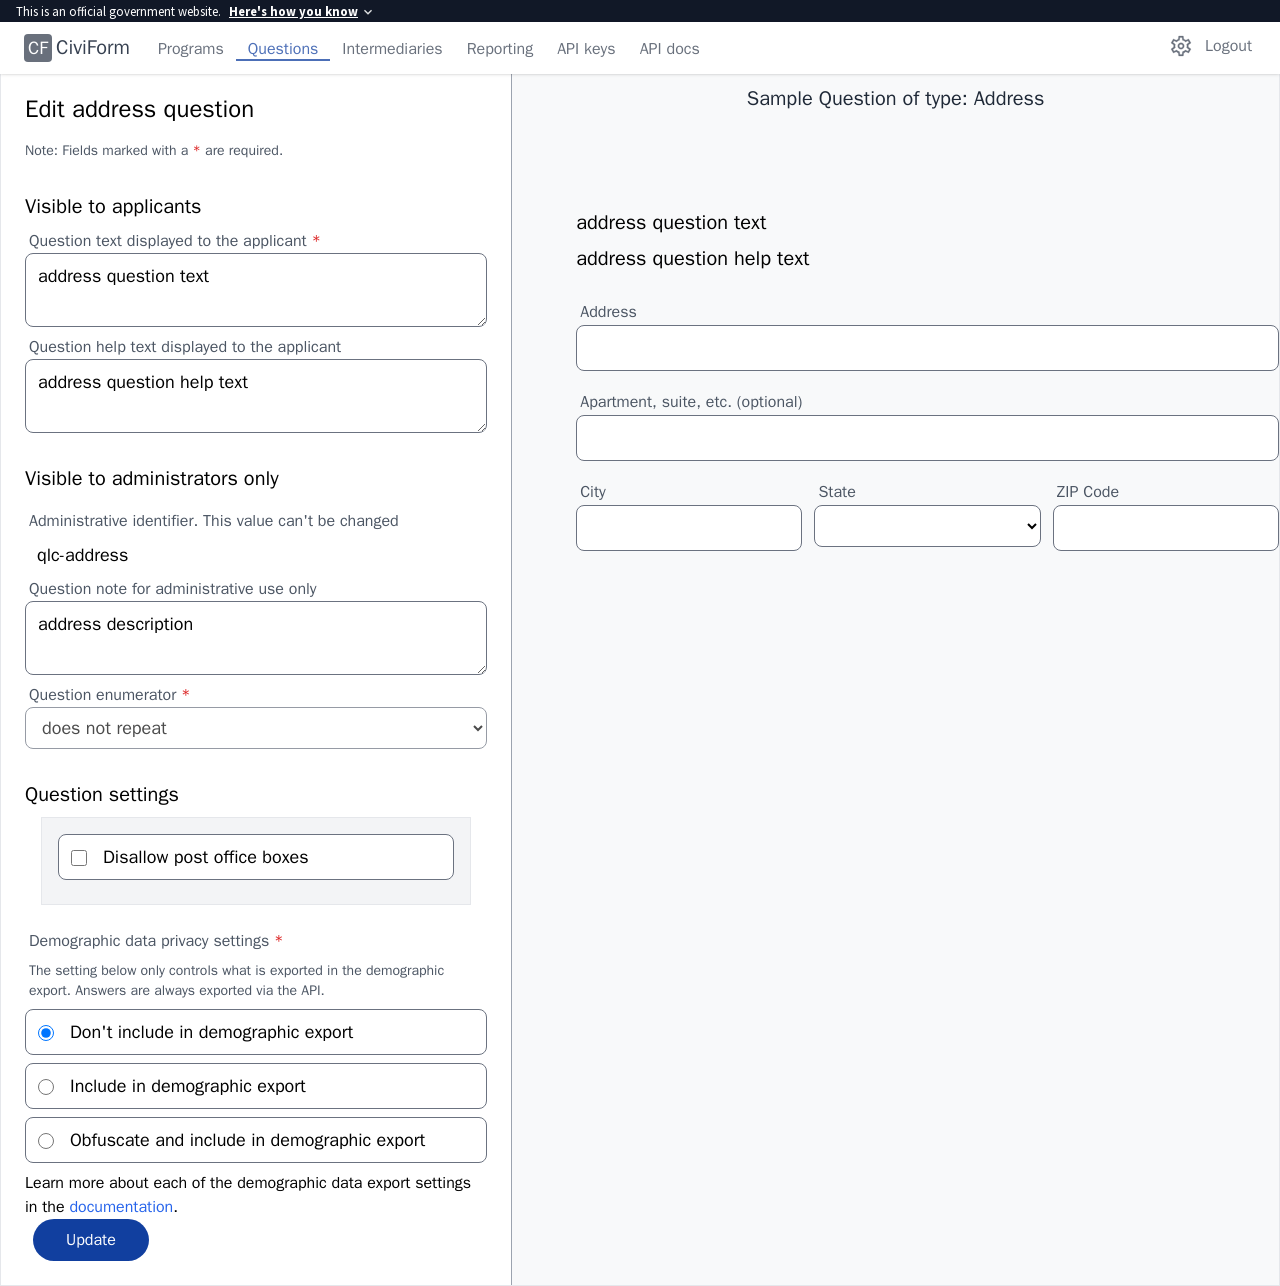 This is an official government website. Here's how you know
CF CiviForm Programs Questions Intermediaries Reporting API keys API docs Logout
Edit address question
Note: Fields marked with a * are required.
Visible to applicants
Question text displayed to the applicant *
address question text
Question help text displayed to the applicant
address question help text
Visible to administrators only
Administrative identifier. This value can't be changed
qlc-address
Question note for administrative use only
address description
Question enumerator *
does not repeat
Question settings
Disallow post office boxes
Demographic data privacy settings *
The setting below only controls what is exported in the demographic
export. Answers are always exported via the API.
Don't include in demographic export
Include in demographic export
Obfuscate and include in demographic export
Learn more about each of the demographic data export settings
in the documentation.
Update
Sample Question of type: Address
address question text
address question help text
Address
Apartment, suite, etc. (optional)
City State ZIP Code